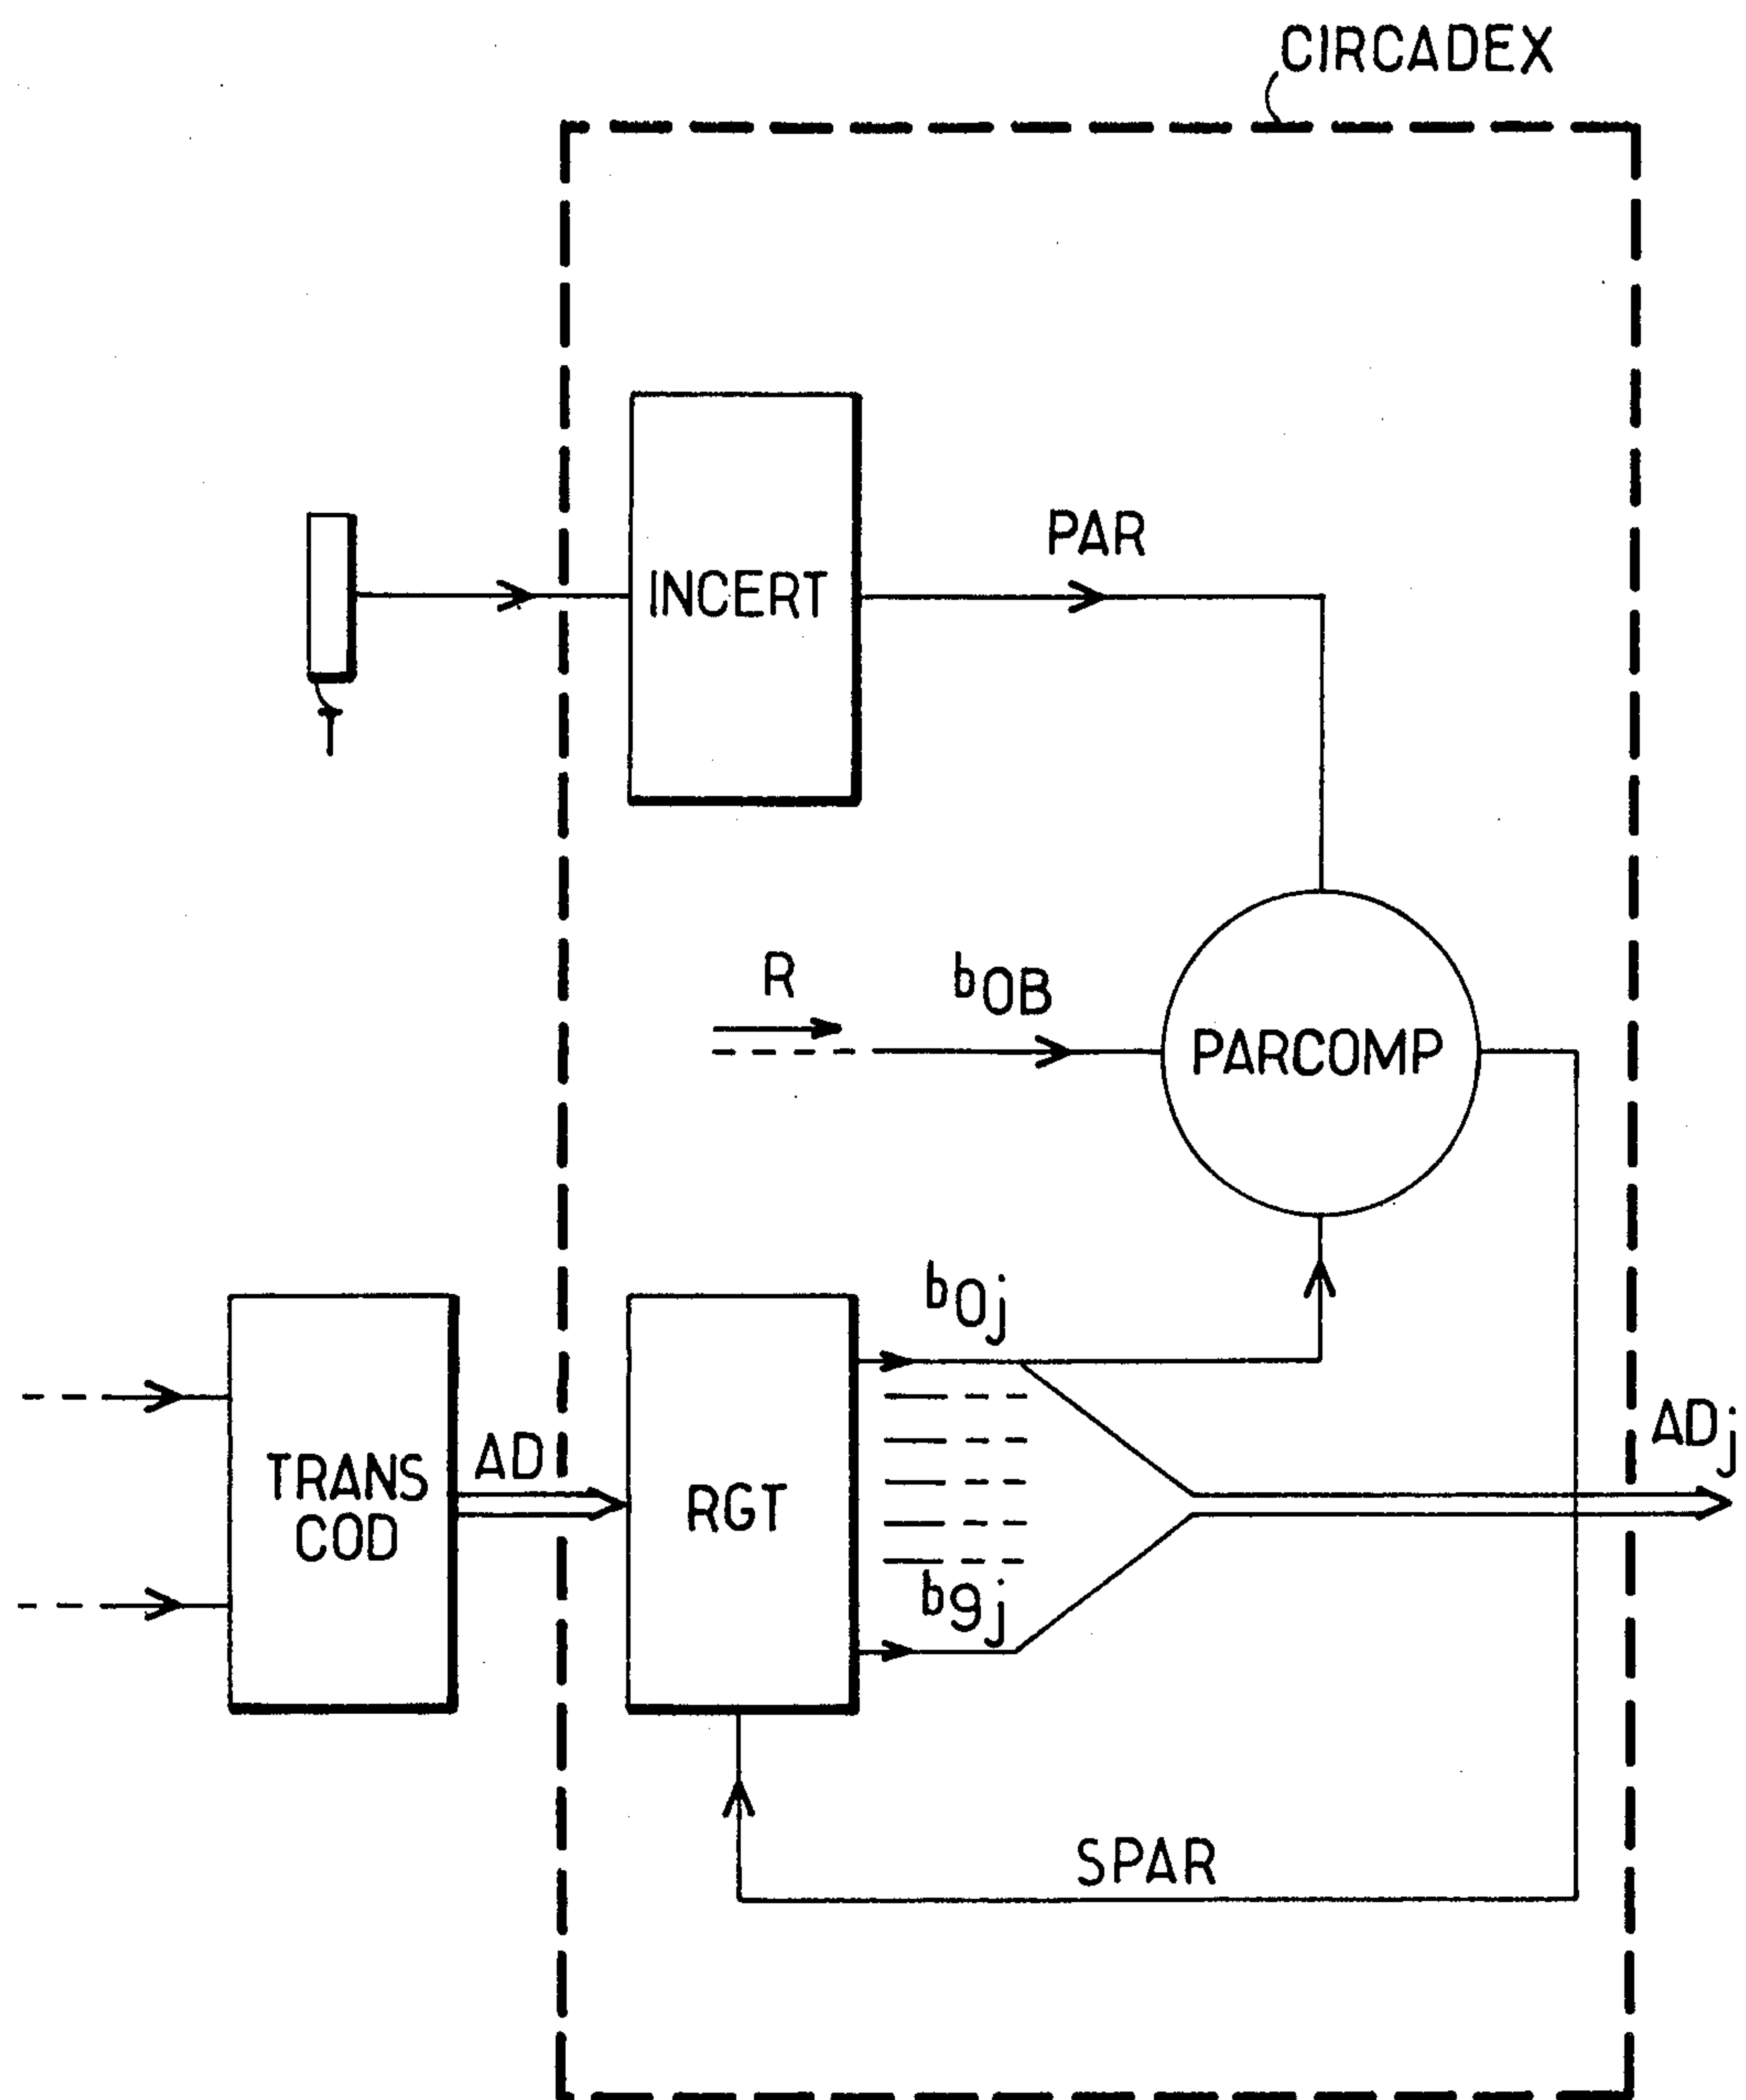 CIRCADEX
PAR
INCERT
T
R
b0B
PARCOMP
b0j
ADj
AD
TRANS
COD
RGT
b9j
SPAR